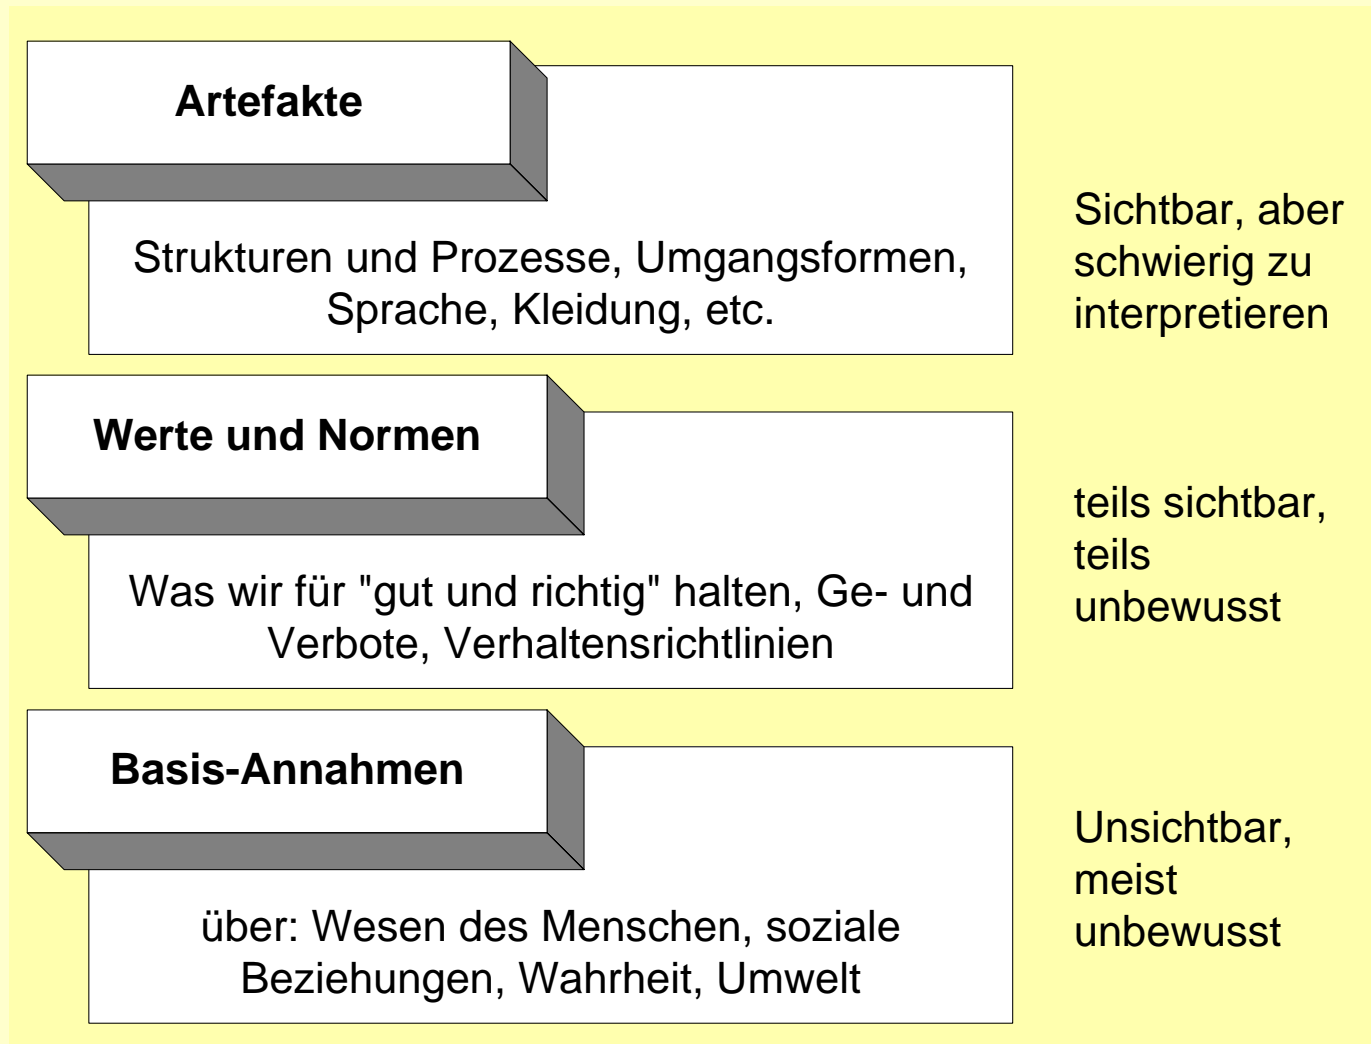 Artefakte
Strukturen und Prozesse, Umgangsformen,
Sprache, Kleidung, etc.
Sichtbar, aber
schwierig zu
interpretieren
Werte und Normen
Was wir für "gut und richtig" halten, Ge- und
Verbote, Verhaltensrichtlinien
teils sichtbar,
teils
unbewusst
Basis-Annahmen
über: Wesen des Menschen, soziale
Beziehungen, Wahrheit, Umwelt
Unsichtbar,
meist
unbewusst